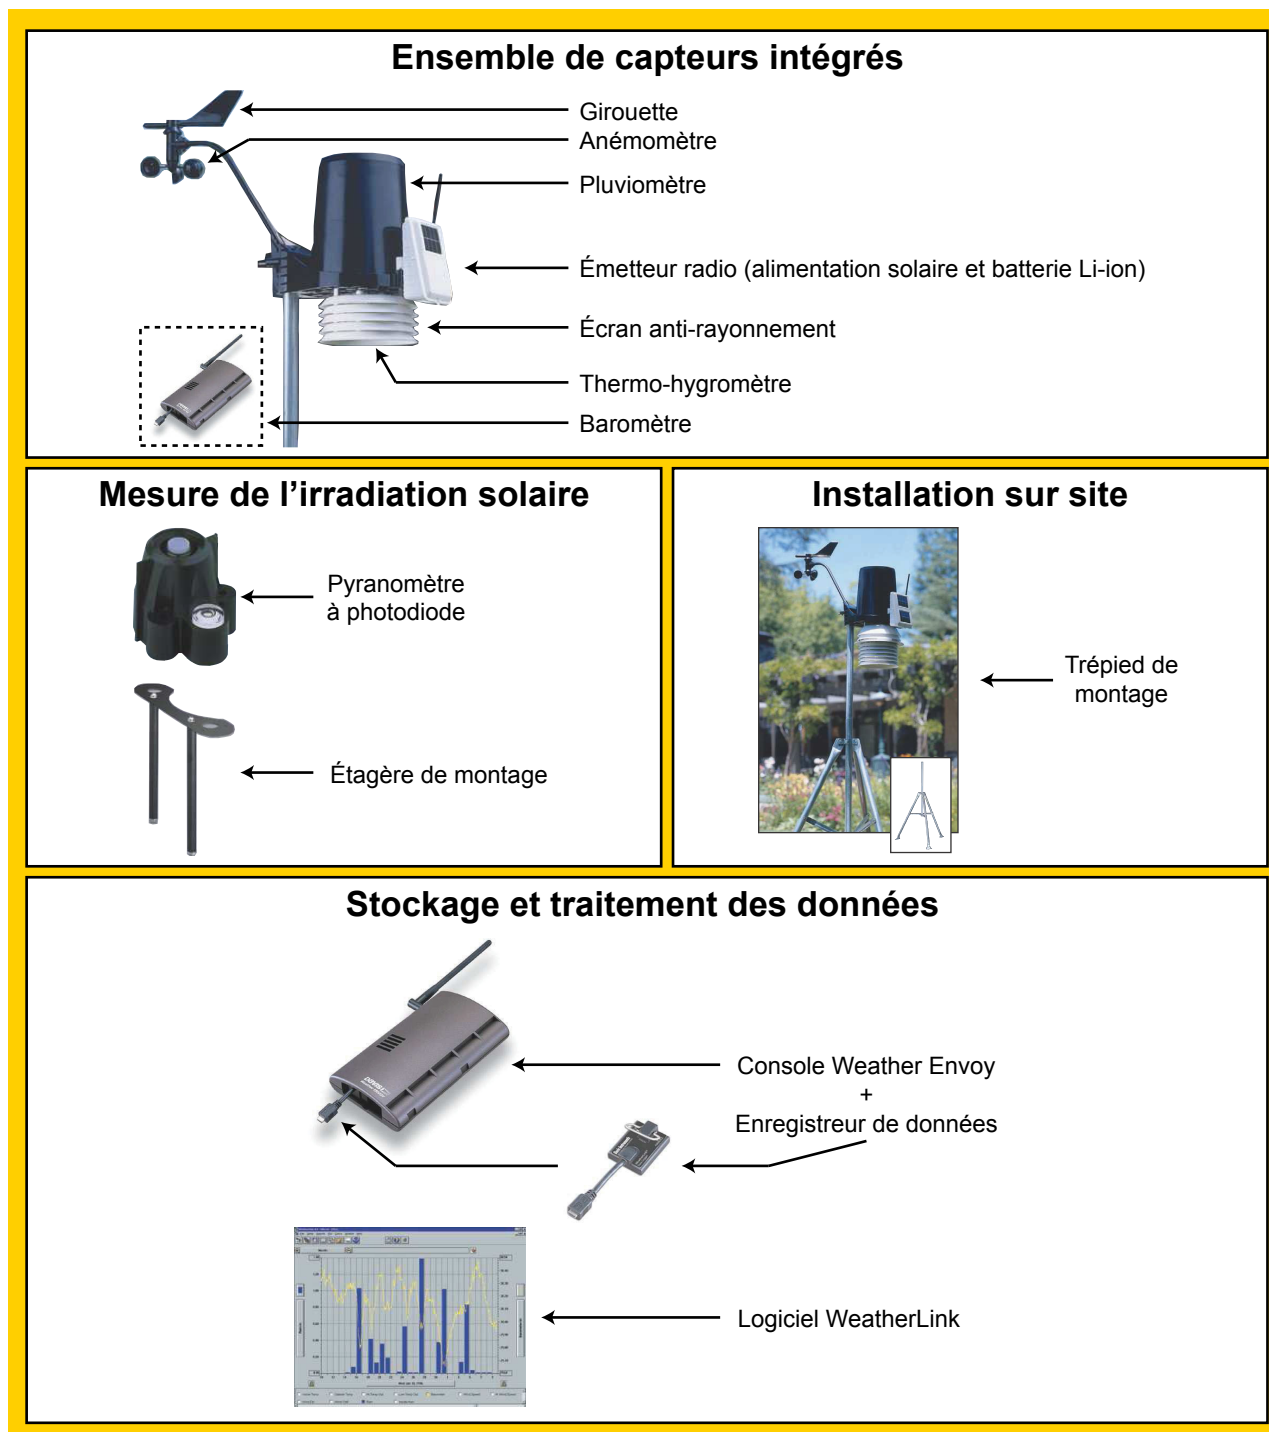 Ensemble de capteurs intégrés
Girouette
Anémomètre
Pluviomètre
Émetteur radio (alimentation solaire et batterie Li-ion)
Écran anti-rayonnement
Thermo-hygromètre
Baromètre
Mesure de l’irradiation solaire
Pyranomètre
à photodiode
Étagère de montage
Installation sur site
Trépied de
montage
Stockage et traitement des données
Console Weather Envoy
+
Enregistreur de données
Logiciel WeatherLink